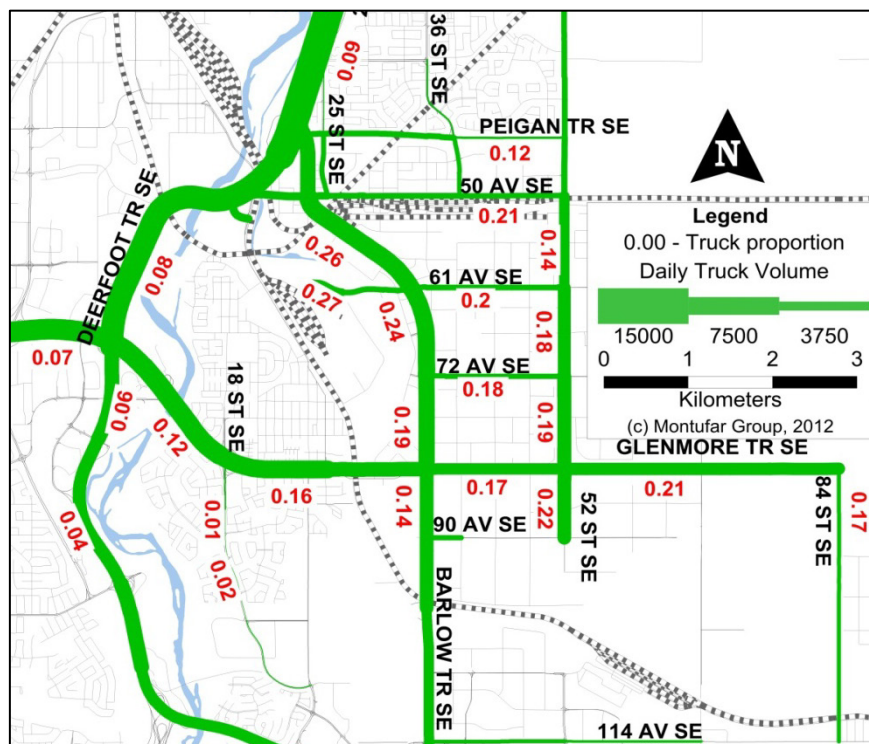 36 ST SE
0.09
25 ST SE
PEIGAN TR SE
0.12
50 AV SE
0.21
N
Legend
0.00 - Truck proportion
Daily Truck Volume
15000 7500 3750
0 1 2 3
Kilometers
(c) Montufar Group, 2012
DEERFOOT TR SE
0.08
0.26
0.14
61 AV SE
0.27
0.2
0.24
0.18
0.07
72 AV SE
0.18
18 ST SE
0.06
0.12
0.19
0.19
GLENMORE TR SE
0.16
0.17
0.21
0.14
0.22
84 ST SE
0.17
0.01
0.04
90 AV SE
52 ST SE
0.02
BARLOW TR SE
114 AV SE